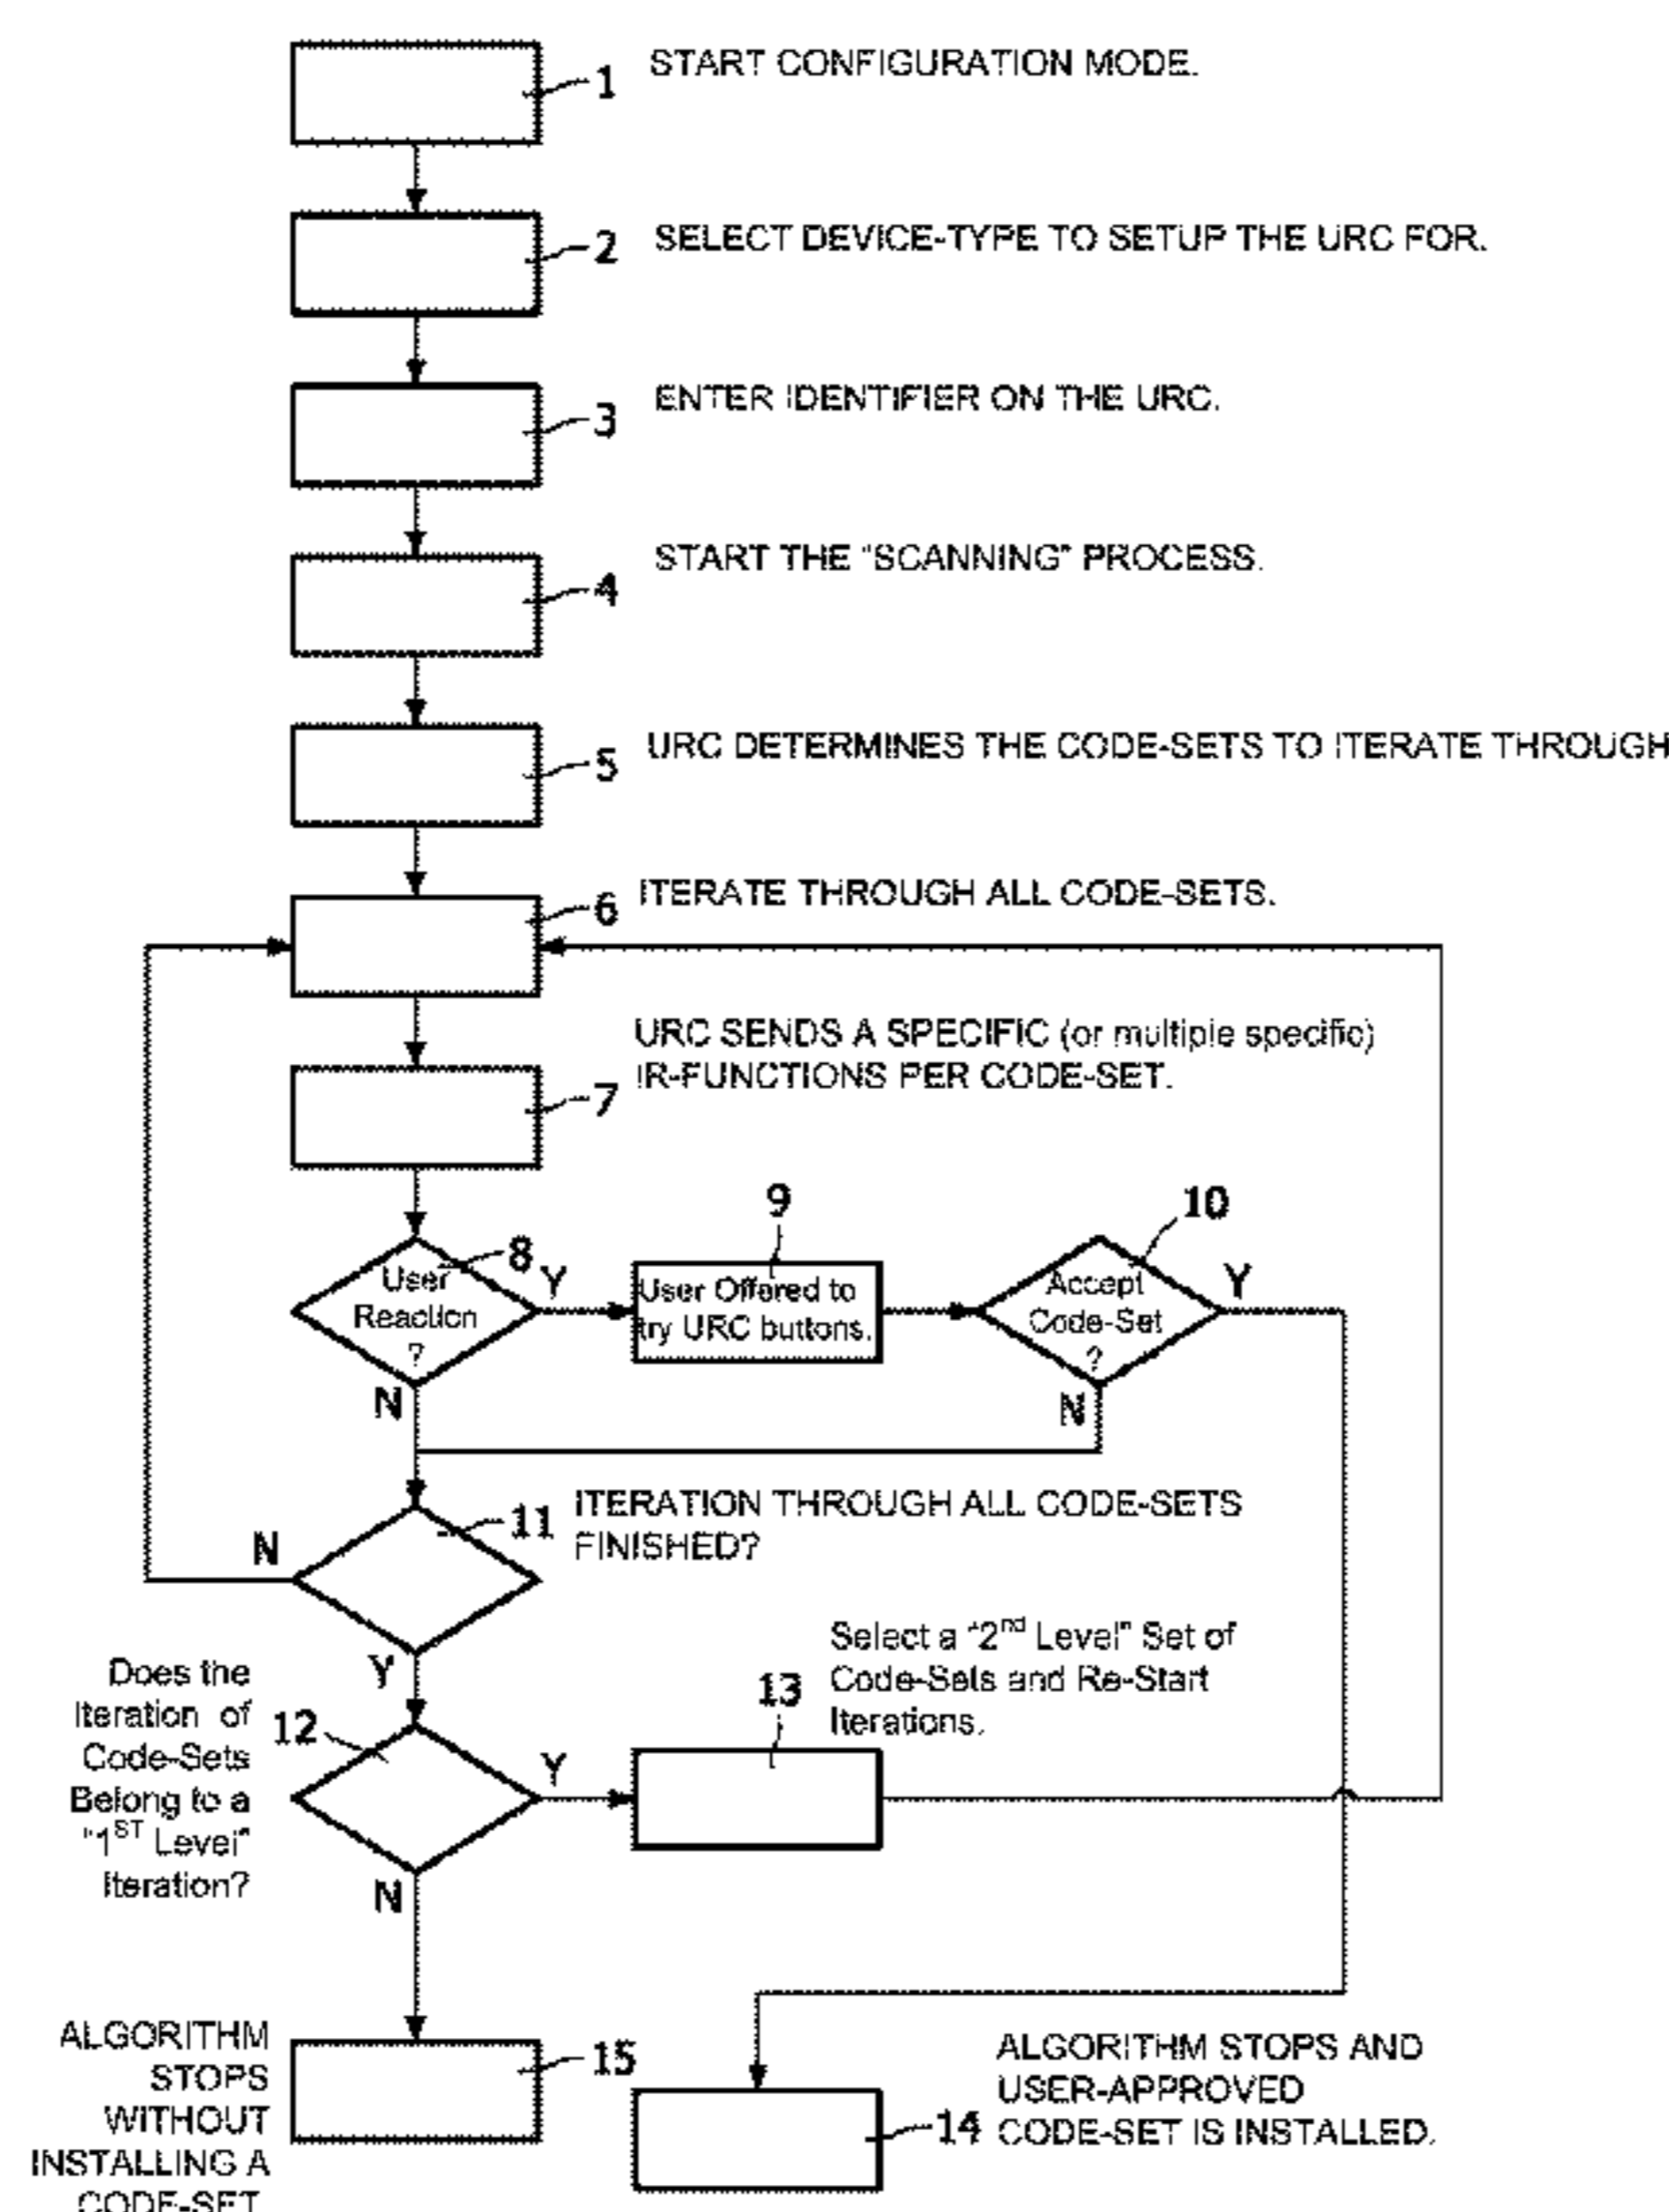 1 START CONFIGURATION MODE.
2 SELECT DEVICE-TYPE TO SETUP THE URC FOR.
3 ENTER IDENTIFIER ON THE URC.
4 START THE "SCANNING" PROCESS.
5 URC DETERMINES THE CODE-SETS TO ITERATE THROUGH
6 ITERATE THROUGH ALL CODE-SETS.
URC SENDS A SPECIFIC (or multiple specific)
7 IR-FUNCTIONS PER CODE-SET.
8
User
Reaction
?
Y
N
9
User Offered to
try URC buttons.
10
Accept
Code-Set
?
Y
N
11 ITERATION THROUGH ALL CODE-SETS
FINISHED?
N
Y
Does the
Iteration of
Code-Sets
Belong to a
"1ST Level"
Iteration?
12
Y
N
13
Select a "2nd Level" Set of
Code-Sets and Re-Start
Iterations.
ALGORITHM
STOPS
WITHOUT
INSTALLING A
CODE-SET.
15
14
ALGORITHM STOPS AND
USER-APPROVED
CODE-SET IS INSTALLED.